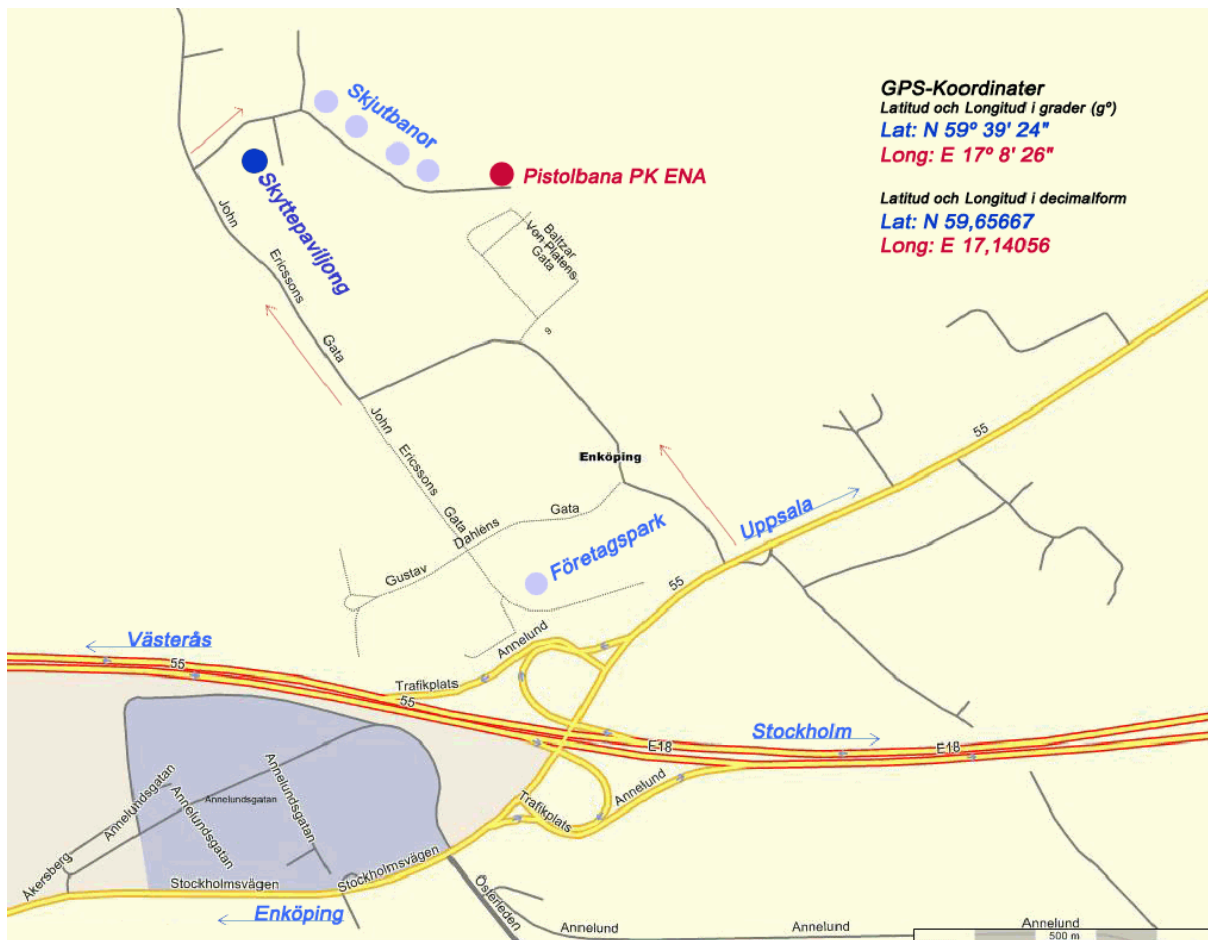 GPS-Koordinater
Latitud och Longitud i grader (gº)
Lat: N 59º 39' 24"
Long: E 17º 8' 26"
Latitud och Longitud i decimalform
Lat: N 59,65667
Long: E 17,14056
Skjutbanor
Pistolbana PK ENA
Skyttepaviljong
John
Ericssons
Gata
Baltzar
Von-Platens
Gata
John
Ericssons
Gata
Enköping
55
Uppsala
Gustav
Dahléns
Gata
Företagspark
55
Västerås
55
Annelund
Trafikplats
55
Stockholm
E18
E18
Annelund
Trafikplats
Annelundsgatan
Annelundsgatan
Annelundsgatan
Annelundsgatan
Åkersberg
Stockholmsvägen
Stockholmsvägen
Enköping
Österleden
Annelund
Annelund
Annelund
500 m